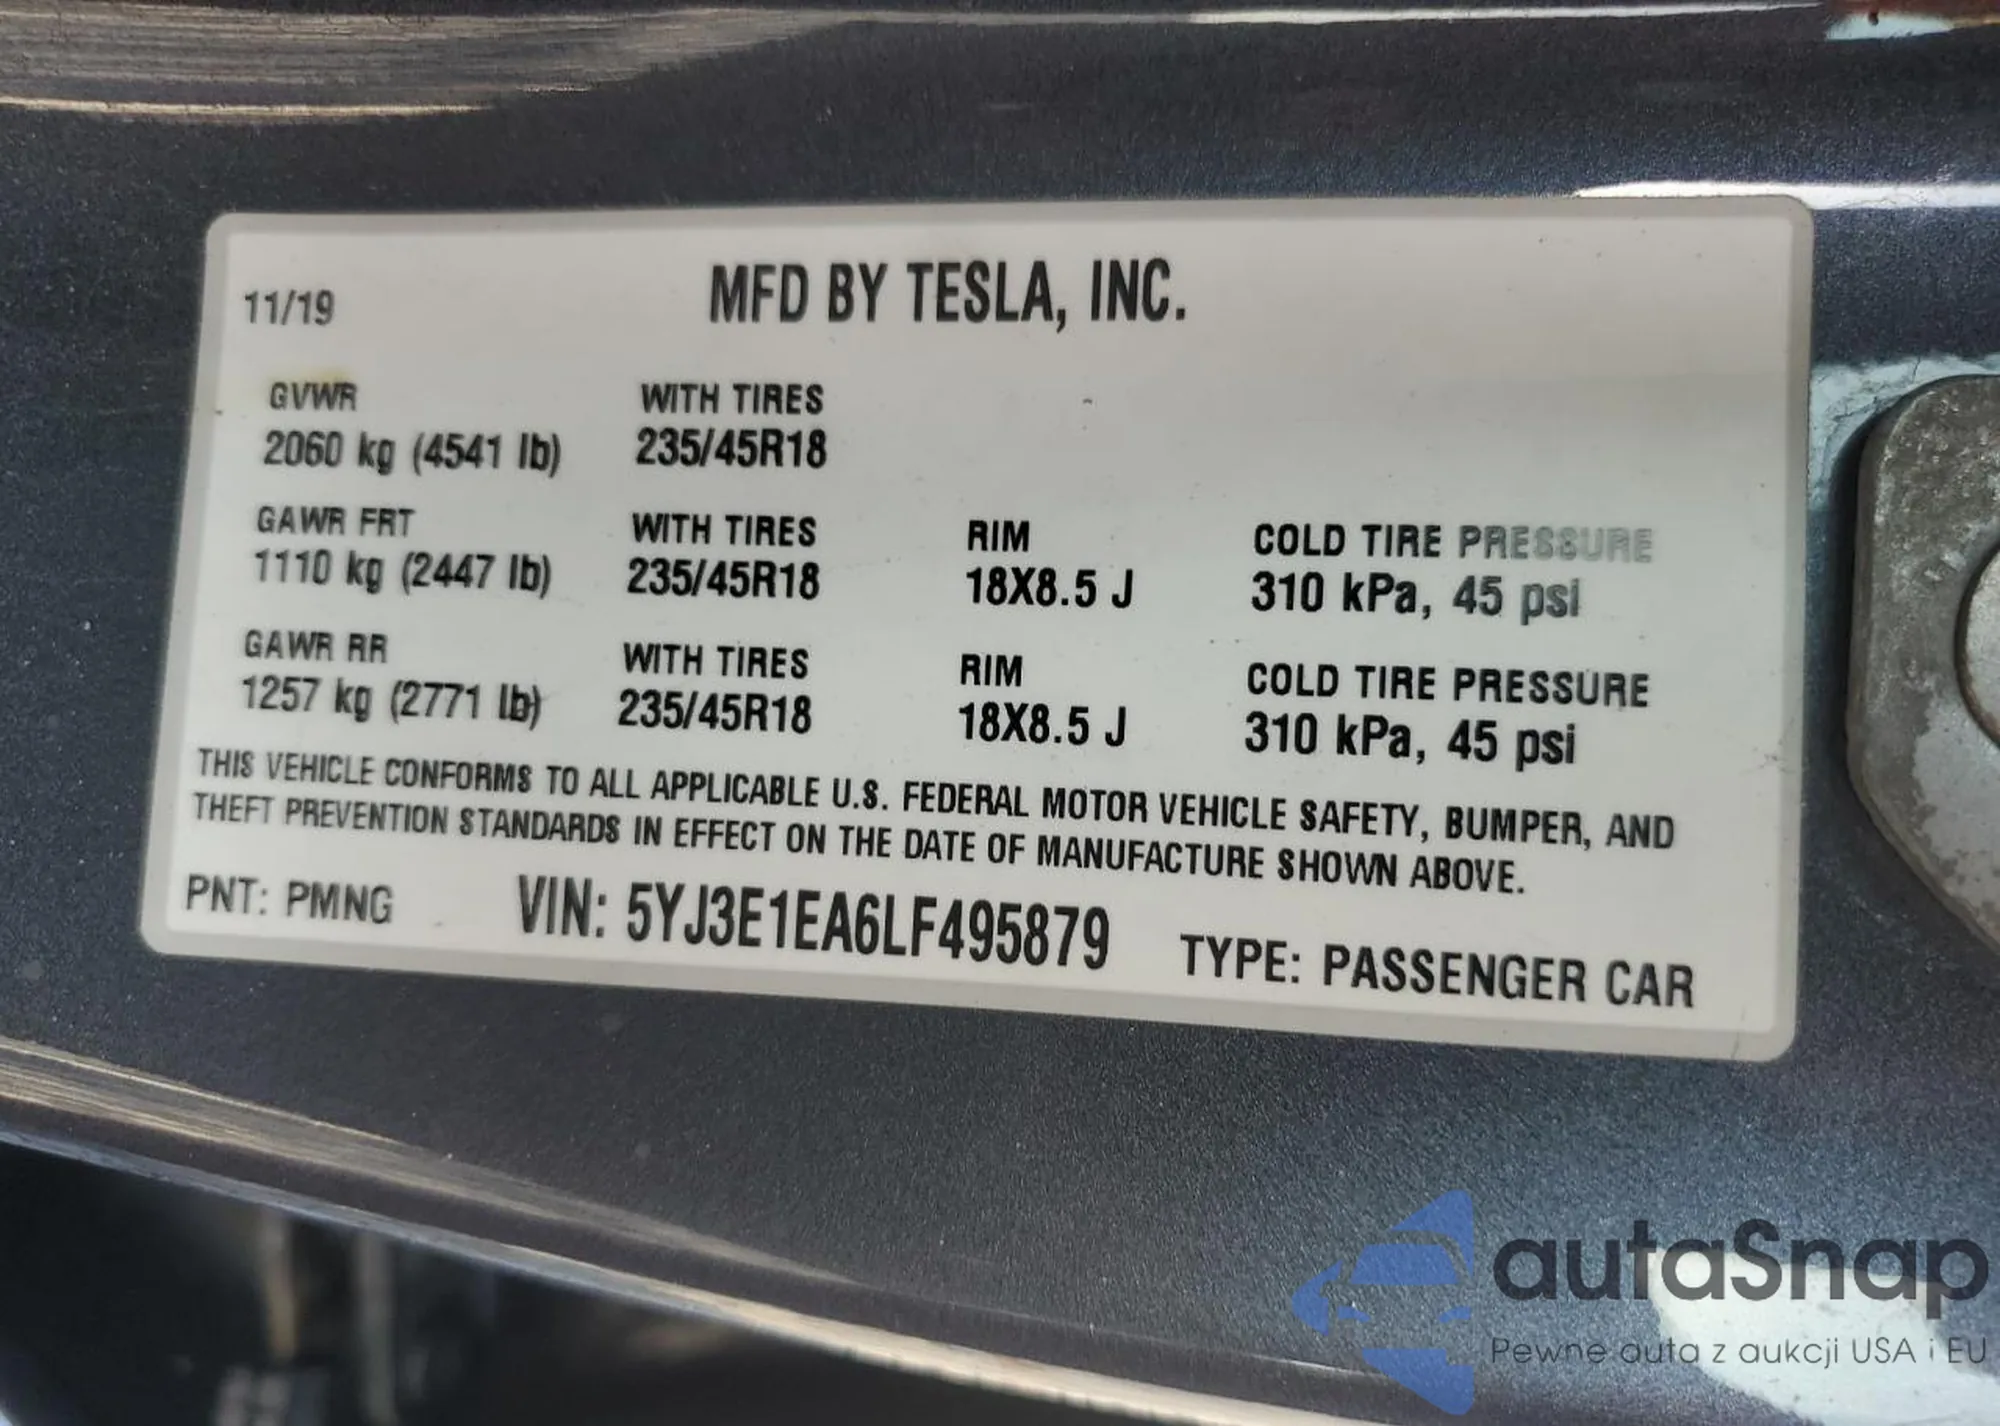 11/19 MFD BY TESLA, INC.
GVWR WITH TIRES
2060 kg (4541 lb) 235/45R18
GAWR FRT WITH TIRES RIM COLD TIRE PRESSURE
1110 kg (2447 lb) 235/45R18 18X8.5 J 310 kPa, 45 psi
GAWR RR WITH TIRES RIM COLD TIRE PRESSURE
1257 kg (2771 lb) 235/45R18 18X8.5 J 310 kPa, 45 psi
THIS VEHICLE CONFORMS TO ALL APPLICABLE U.S. FEDERAL MOTOR VEHICLE SAFETY, BUMPER, AND
THEFT PREVENTION STANDARDS IN EFFECT ON THE DATE OF MANUFACTURE SHOWN ABOVE.
PNT: PMNG VIN: 5YJ3E1EA6LF495879 TYPE: PASSENGER CAR
autaSnap
Pewne auta z aukcji USA i EU